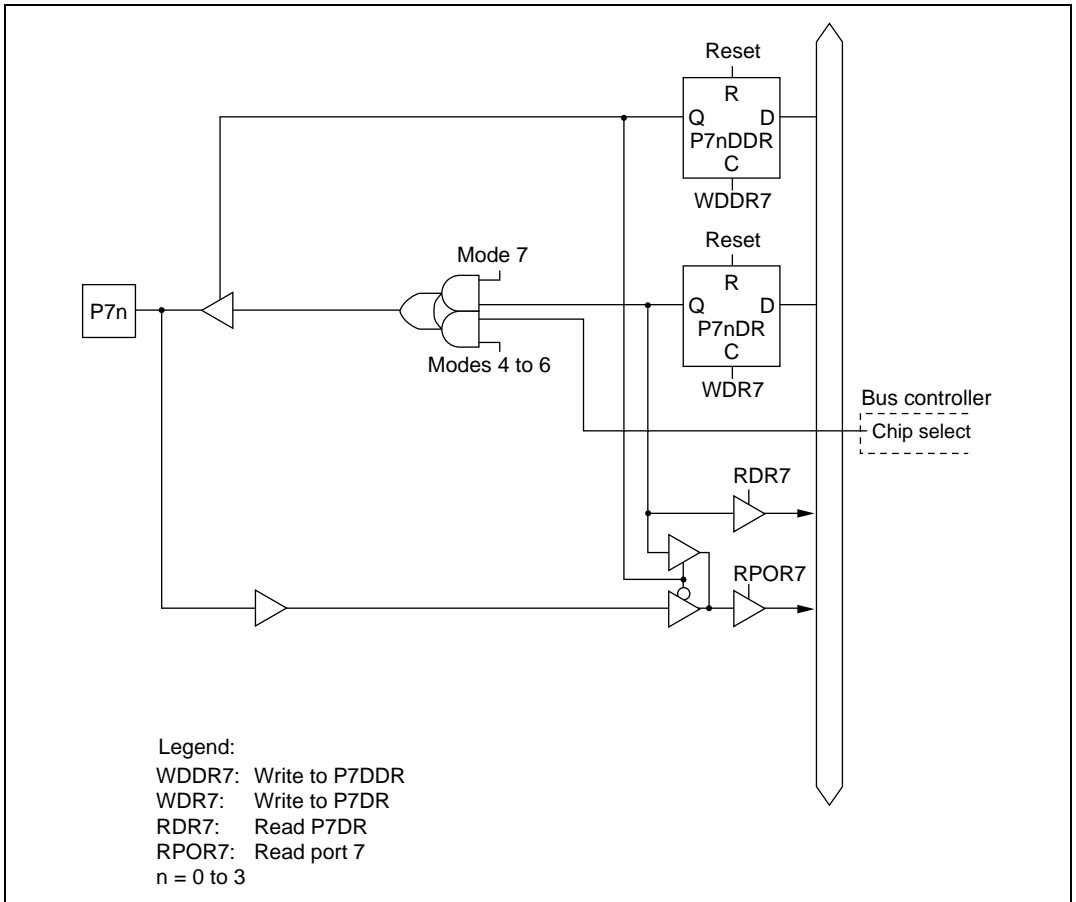 Reset
R
Q D
P7nDDR
C
WDDR7
Reset
Mode 7
R
P7n
Q D
P7nDR
C
Modes 4 to 6
WDR7
Bus controller
Chip select
RDR7
RPOR7
Legend:
WDDR7: Write to P7DDR
WDR7: Write to P7DR
RDR7: Read P7DR
RPOR7: Read port 7
n = 0 to 3